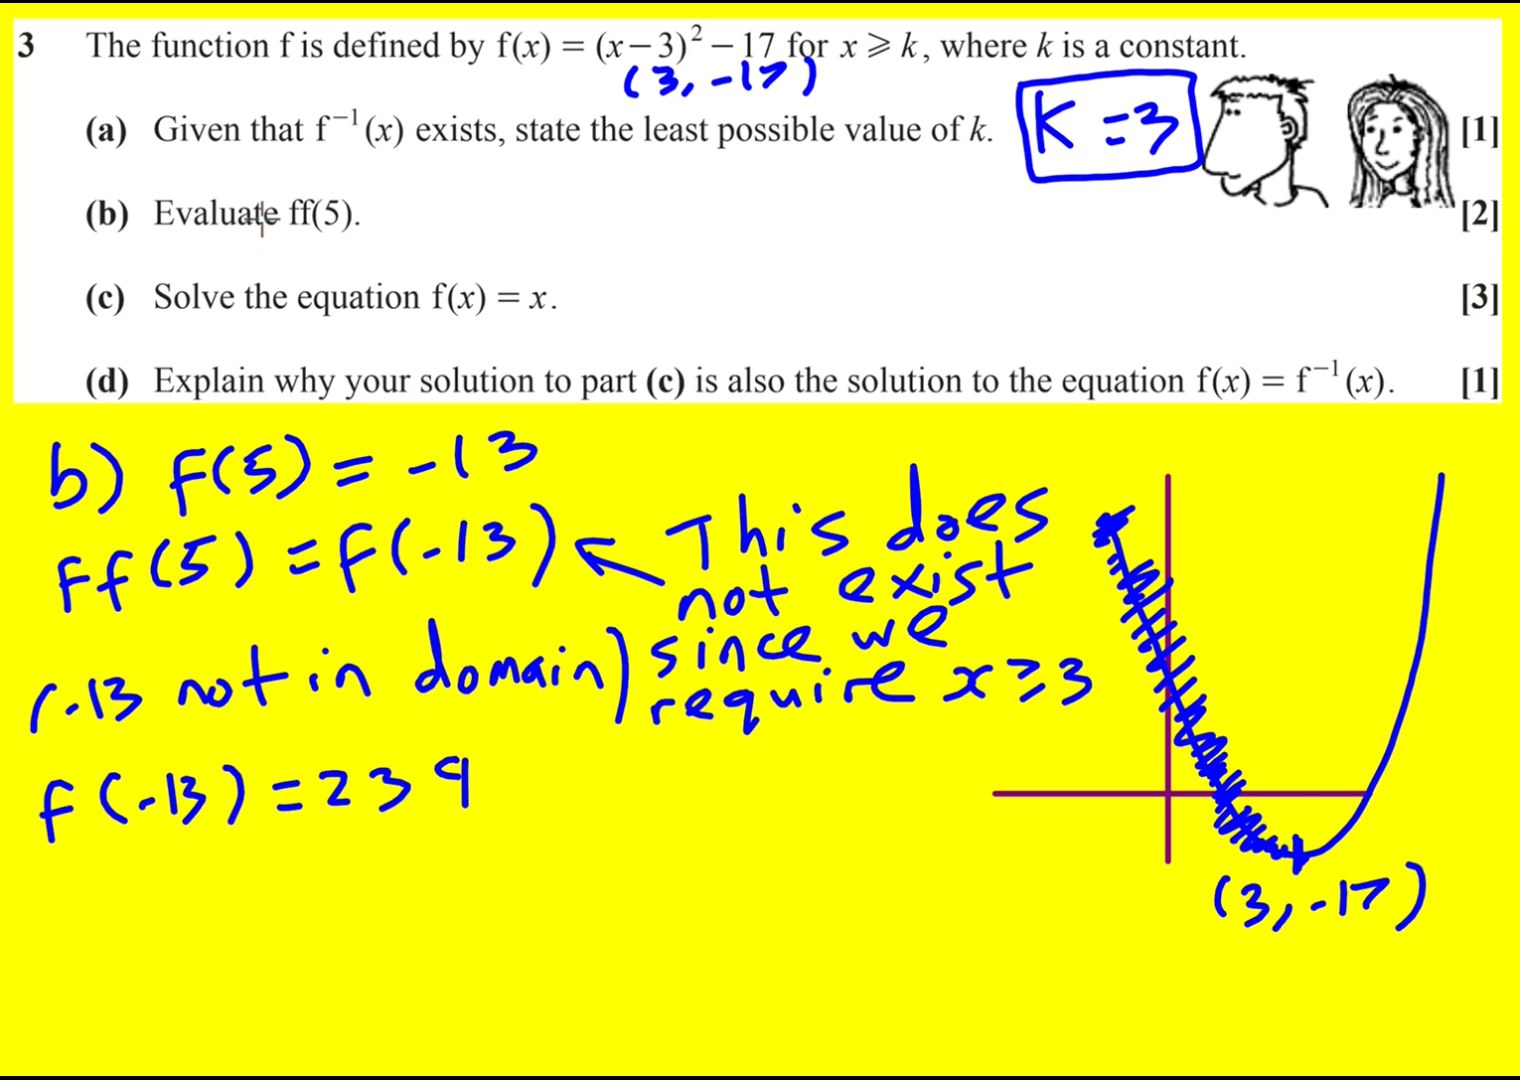 3 The function f is defined by f(x) = (x−3)² − 17 for x ⩾ k, where k is a constant.
(3, -17)
(a) Given that f⁻¹(x) exists, state the least possible value of k. [1]
K = 3
(b) Evaluate ff(5). [2]
(c) Solve the equation f(x) = x. [3]
(d) Explain why your solution to part (c) is also the solution to the equation f(x) = f⁻¹(x). [1]
b) f(5) = -13
ff(5) = f(-13)
This does
not exist
since we
require x ≥ 3
(-13 not in domain)
f(-13) = 239
(3, -17)